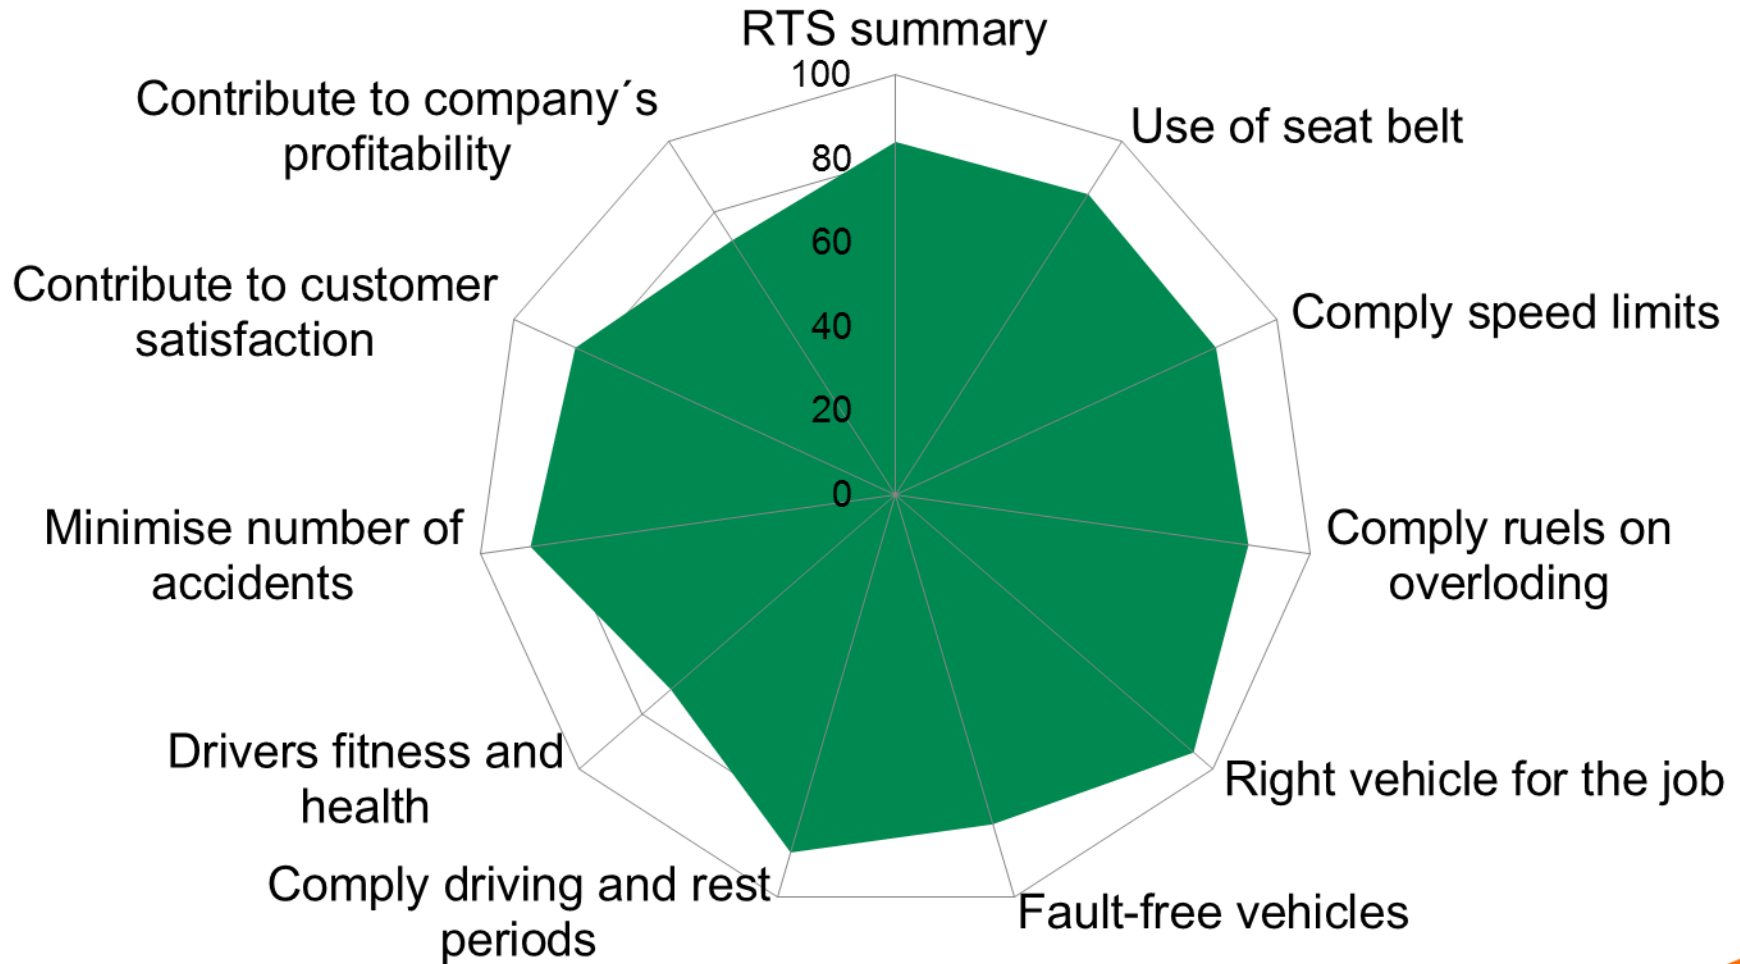 RTS summary
100
80
60
40
20
0
Use of seat belt
Comply speed limits
Comply ruels on
overloding
Right vehicle for the job
Fault-free vehicles
Comply driving and rest
periods
Drivers fitness and
health
Minimise number of
accidents
Contribute to customer
satisfaction
Contribute to company´s
profitability